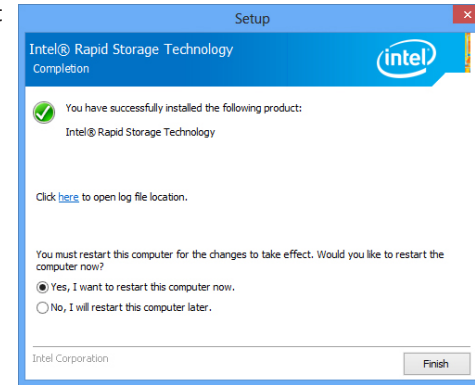 Setup
Intel® Rapid Storage Technology
Completion
intel
You have successfully installed the following product:
Intel® Rapid Storage Technology
Click here to open log file location.
You must restart this computer for the changes to take effect. Would you like to restart the
computer now?
Yes, I want to restart this computer now.
No, I will restart this computer later.
Intel Corporation
Finish